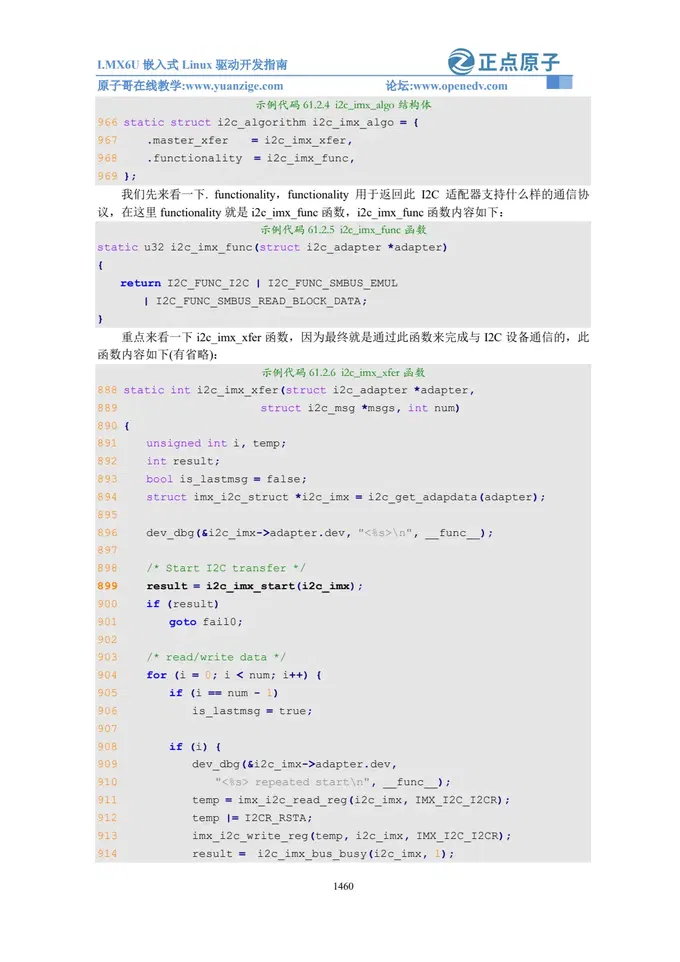 I.MX6U 嵌入式 Linux 驱动开发指南
正点原子
原子哥在线教学:www.yuanzige.com 论坛:www.openedv.com
示例代码 61.2.4 i2c_imx_algo 结构体
966 static struct i2c_algorithm i2c_imx_algo = {
967 .master_xfer = i2c_imx_xfer,
968 .functionality = i2c_imx_func,
969 };
我们先来看一下. functionality，functionality 用于返回此 I2C 适配器支持什么样的通信协
议，在这里 functionality 就是 i2c_imx_func 函数，i2c_imx_func 函数内容如下：
示例代码 61.2.5 i2c_imx_func 函数
static u32 i2c_imx_func(struct i2c_adapter *adapter)
{
return I2C_FUNC_I2C | I2C_FUNC_SMBUS_EMUL
| I2C_FUNC_SMBUS_READ_BLOCK_DATA;
}
重点来看一下 i2c_imx_xfer 函数，因为最终就是通过此函数来完成与 I2C 设备通信的，此
函数内容如下(有省略)：
示例代码 61.2.6 i2c_imx_xfer 函数
888 static int i2c_imx_xfer(struct i2c_adapter *adapter,
889 struct i2c_msg *msgs, int num)
890 {
891 unsigned int i, temp;
892 int result;
893 bool is_lastmsg = false;
894 struct imx_i2c_struct *i2c_imx = i2c_get_adapdata(adapter);
895
896 dev_dbg(&i2c_imx->adapter.dev, "<%s>\n", __func__);
897
898 /* Start I2C transfer */
899 result = i2c_imx_start(i2c_imx);
900 if (result)
901 goto fail0;
902
903 /* read/write data */
904 for (i = 0; i < num; i++) {
905 if (i == num - 1)
906 is_lastmsg = true;
907
908 if (i) {
909 dev_dbg(&i2c_imx->adapter.dev,
910 "<%s> repeated start\n", __func__);
911 temp = imx_i2c_read_reg(i2c_imx, IMX_I2C_I2CR);
912 temp |= I2CR_RSTA;
913 imx_i2c_write_reg(temp, i2c_imx, IMX_I2C_I2CR);
914 result = i2c_imx_bus_busy(i2c_imx, 1);
1460